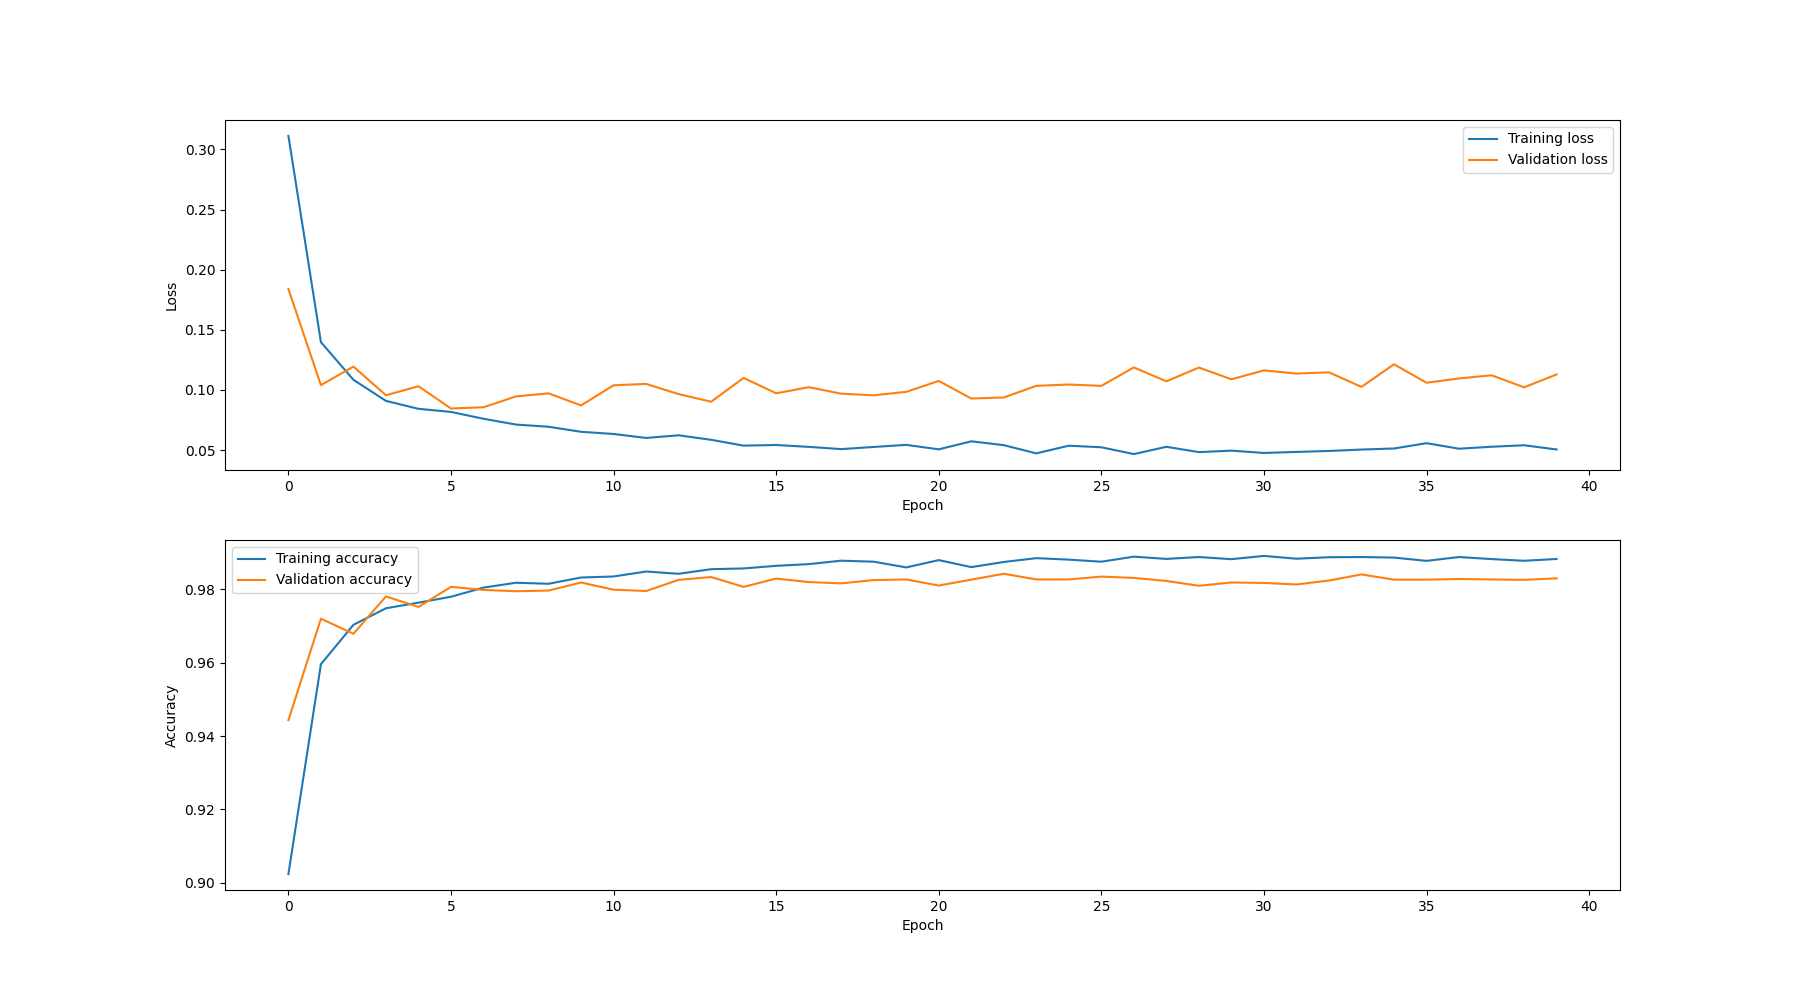 0.30
0.25
0.20
0.15
0.10
0.05
Loss
Training loss
Validation loss
0 5 10 15 20 25 30 35 40
Epoch
Training accuracy
Validation accuracy
0.98
0.96
0.94
0.92
0.90
Accuracy
0 5 10 15 20 25 30 35 40
Epoch